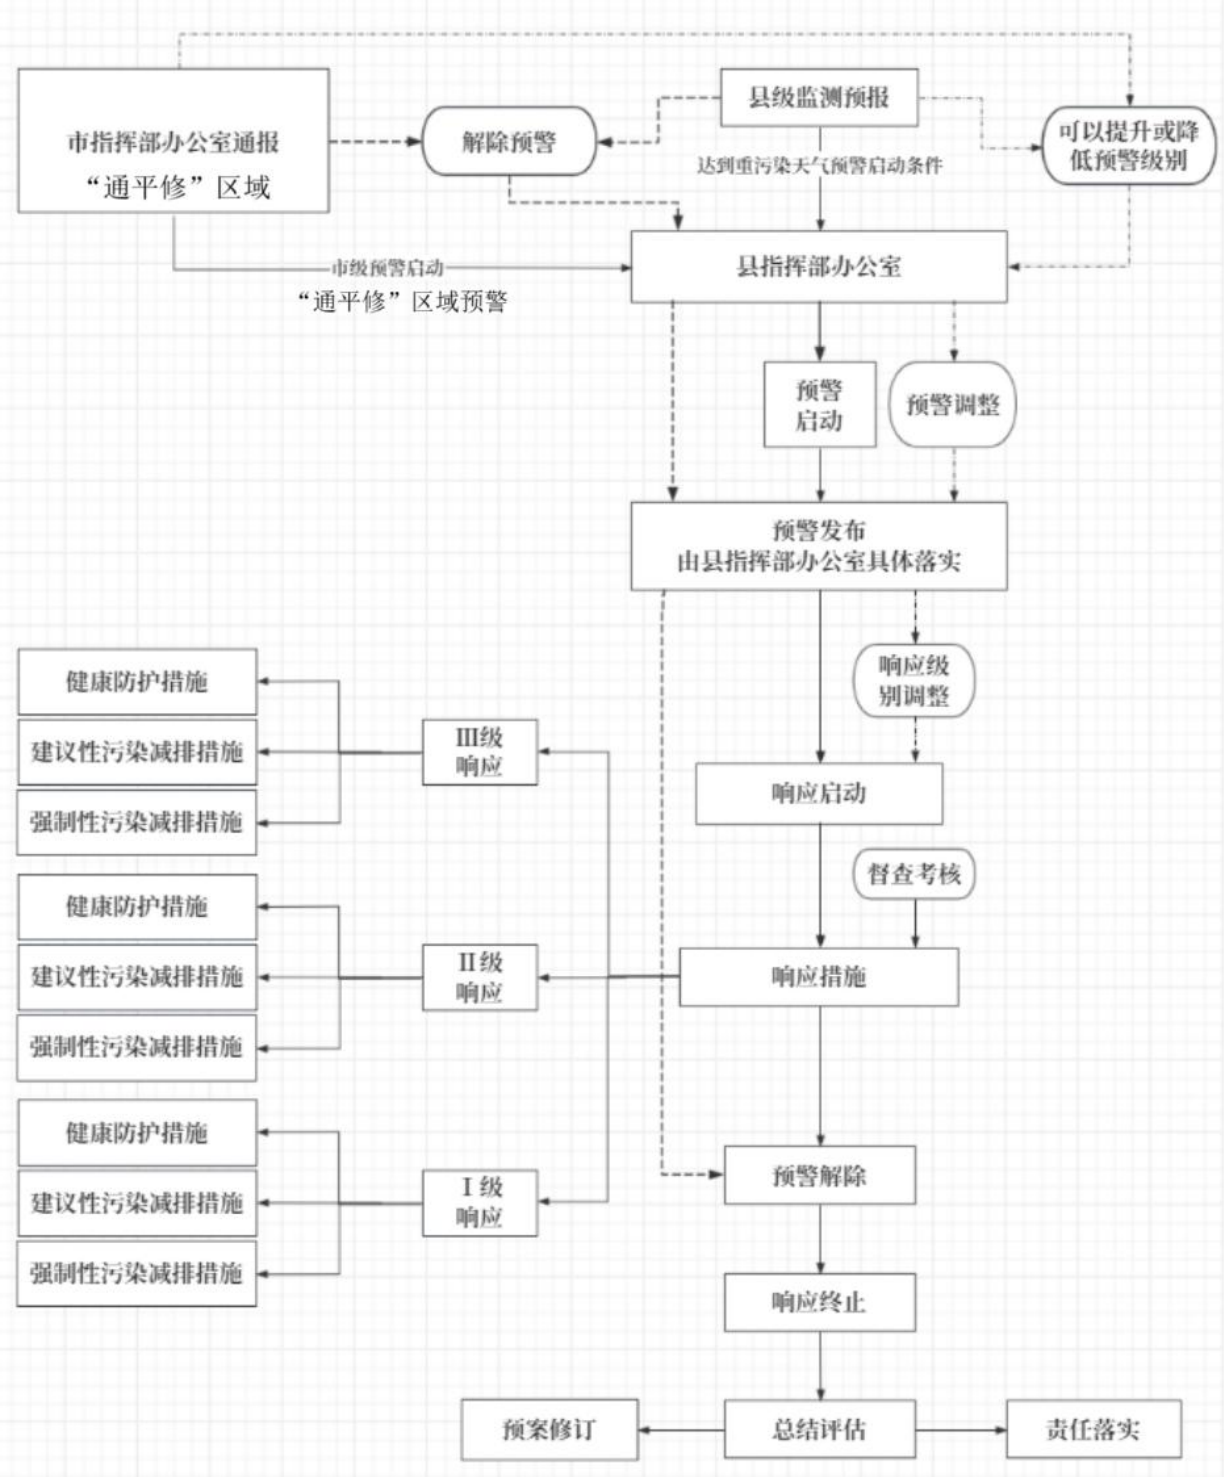 市指挥部办公室通报
“通平修”区域
解除预警
县级监测预报
可以提升或降
低预警级别
达到重污染天气预警启动条件
市级预警启动
“通平修”区域预警
县指挥部办公室
预警
启动
预警调整
预警发布
由县指挥部办公室具体落实
响应级
别调整
响应启动
督查考核
响应措施
III级
响应
健康防护措施
建议性污染减排措施
强制性污染减排措施
II级
响应
健康防护措施
建议性污染减排措施
强制性污染减排措施
I级
响应
健康防护措施
建议性污染减排措施
强制性污染减排措施
预警解除
响应终止
预案修订
总结评估
责任落实